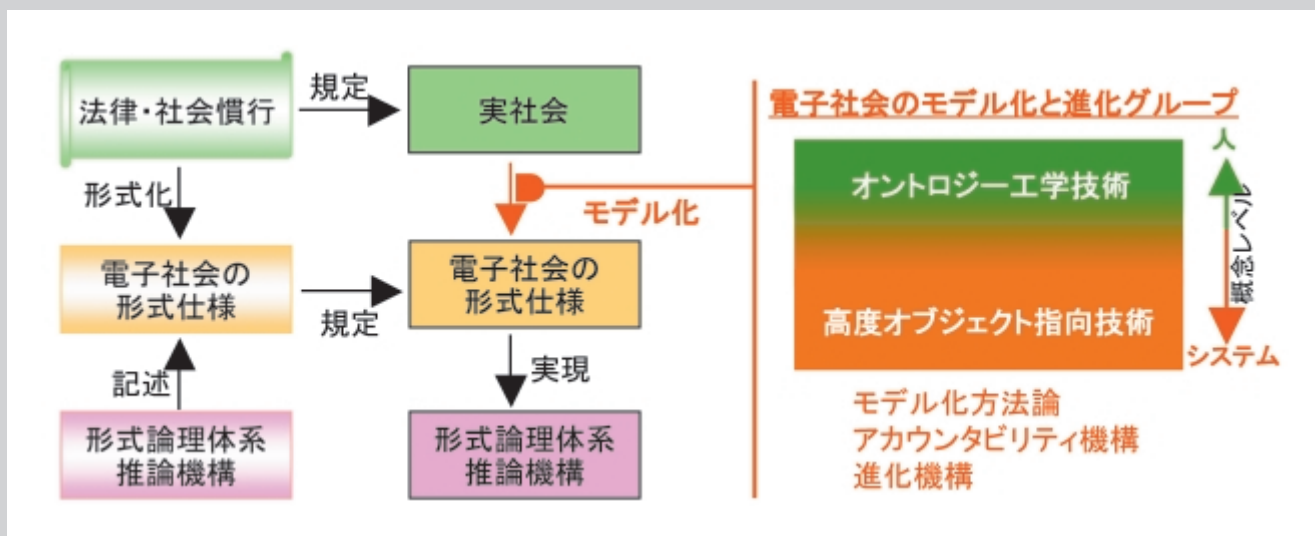 法律・社会慣行
規定
実社会
形式化
モデル化
電子社会の
形式仕様
規定
電子社会の
形式仕様
記述
実現
形式論理体系
推論機構
形式論理体系
推論機構
電子社会のモデル化と進化グループ
人
オントロジー工学技術
概念レベル
高度オブジェクト指向技術
システム
モデル化方法論
アカウンタビリティ機構
進化機構